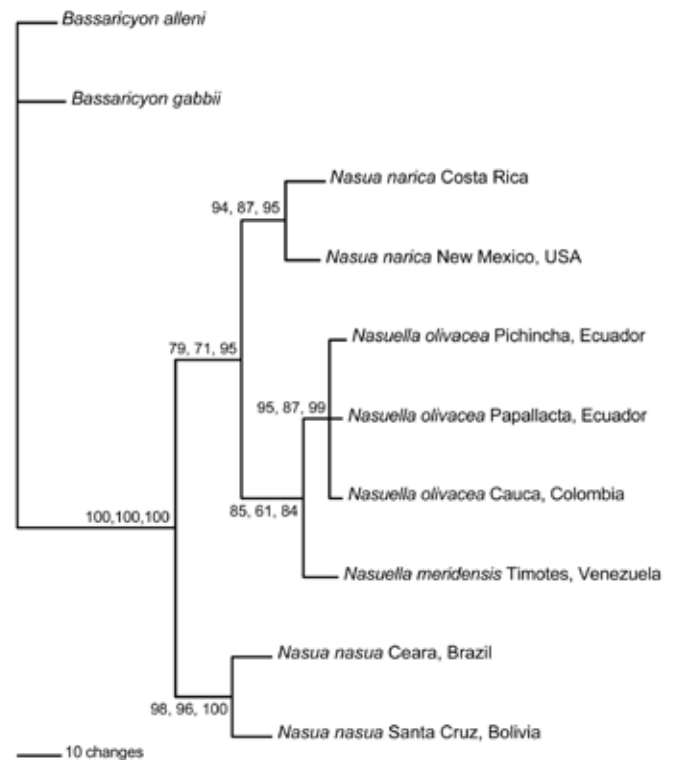 Bassaricyon alleni
Bassaricyon gabbii
Nasua narica Costa Rica
94, 87, 95
Nasua narica New Mexico, USA
Nasuella olivacea Pichincha, Ecuador
79, 71, 95
95, 87, 99
Nasuella olivacea Papallacta, Ecuador
Nasuella olivacea Cauca, Colombia
85, 61, 84
100,100,100
Nasuella meridensis Timotes, Venezuela
Nasua nasua Ceara, Brazil
98, 96, 100
Nasua nasua Santa Cruz, Bolivia
10 changes